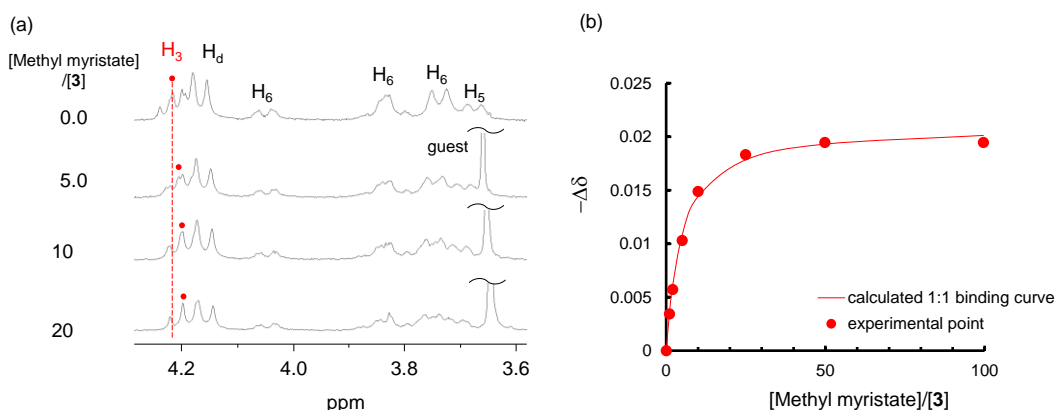 (a)
[Methyl myristate]
/[3]
H3
Hd
H6
H6
H6
H5
0.0
guest
5.0
10
20
4.2
4.0
3.8
3.6
ppm
(b)
0.025
0.02
0.015
0.01
0.005
0
−Δδ
calculated 1:1 binding curve
experimental point
0
50
100
[Methyl myristate]/[3]